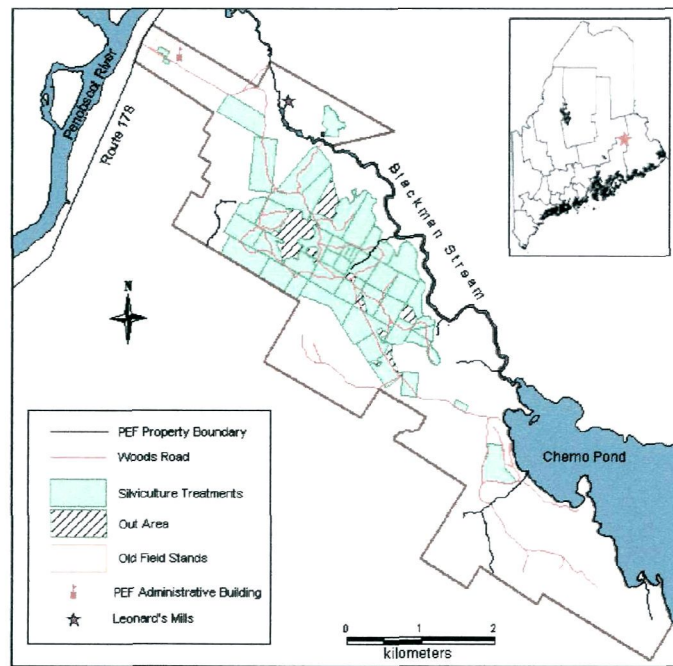 Penobscot River
Route 178
Blackman Stream
N
Chemo Pond
PEF Property Boundary
Woods Road
Silviculture Treatments
Out Area
Old Field Stands
PEF Administrative Building
Leonard's Mills
0 1 2
kilometers